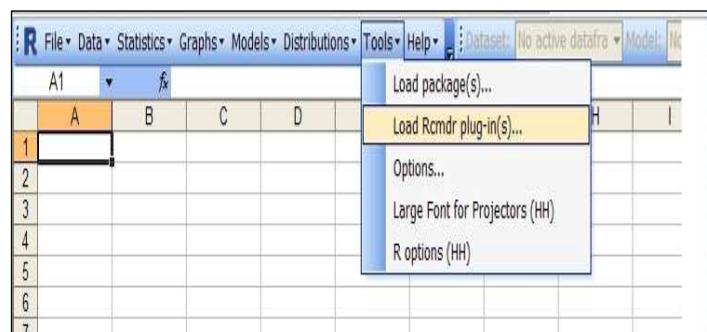 R File Data Statistics Graphs Models Distributions Tools Help Dataset: No active datafra Model: No
A1 fx
A B C D H I
Load package(s)...
Load Rcmdr plug-in(s)...
Options...
Large Font for Projectors (HH)
R options (HH)
1
2
3
4
5
6
7